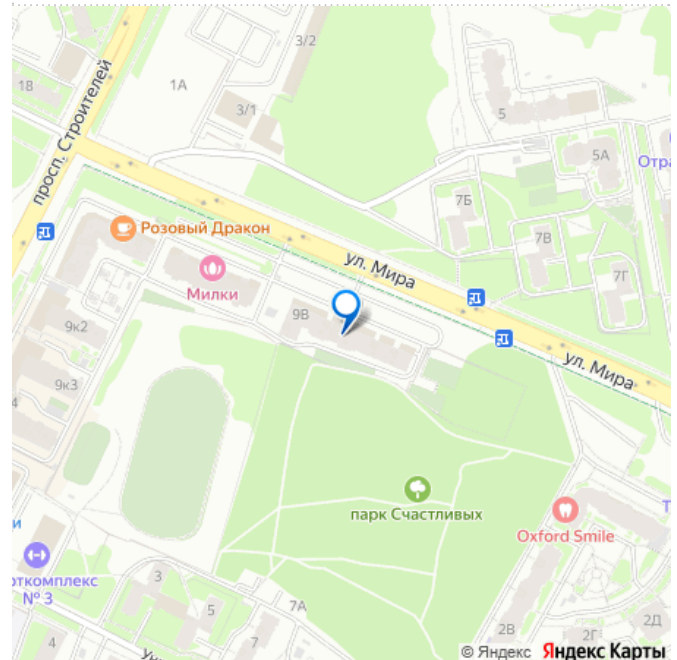 3/2
1В
1А
3/1
5
5А
просп. Строителей
Отра
7Б
Розовый Дракон
7В
ул. Мира
7Г
Милки
9В
9к2
ул. Мира
9к3
4
парк Счастливых
Oxford Smile
и
рткомплекс
№ 3
3
5
7А
2Д
4
7
2В
2Г
© Яндекс Яндекс Карты